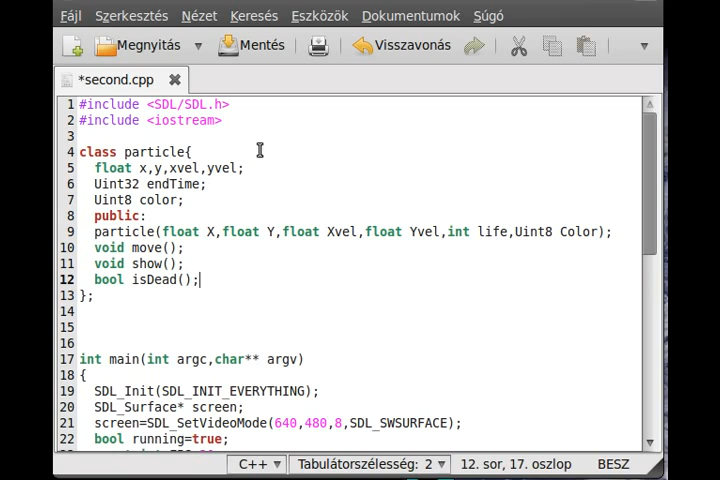 Fájl Szerkesztés Nézet Keresés Eszközök Dokumentumok Súgó
Megnyitás Mentés Visszavonás
*second.cpp
1 #include <SDL/SDL.h>
2 #include <iostream>
3
4 class particle{
5 float x,y,xvel,yvel;
6 Uint32 endTime;
7 Uint8 color;
8 public:
9 particle(float X,float Y,float Xvel,float Yvel,int life,Uint8 Color);
10 void move();
11 void show();
12 bool isDead();
13 };
14
15
16
17 int main(int argc,char** argv)
18 {
19 SDL_Init(SDL_INIT_EVERYTHING);
20 SDL_Surface* screen;
21 screen=SDL_SetVideoMode(640,480,8,SDL_SWSURFACE);
22 bool running=true;
C++ Tabulátorszélesség: 2 12. sor, 17. oszlop BESZ